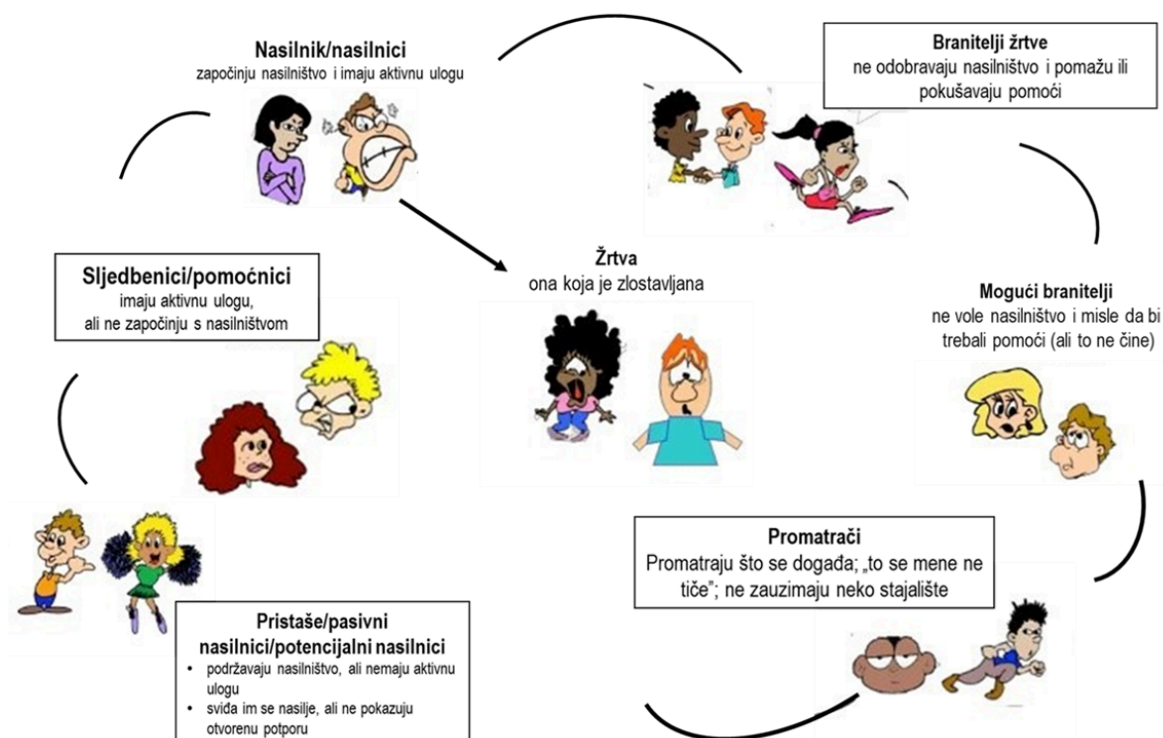 Nasilnik/nasilnici
započinju nasilništvo i imaju aktivnu ulogu
Branitelji žrtve
ne odobravaju nasilništvo i pomažu ili
pokušavaju pomoći
Sljedbenici/pomoćnici
imaju aktivnu ulogu,
ali ne započinju s nasilništvom
Žrtva
ona koja je zlostavljana
Mogući branitelji
ne vole nasilništvo i misle da bi
trebali pomoći (ali to ne čine)
Promatrači
Promatraju što se događa; „to se mene ne
tiče”; ne zauzimaju neko stajalište
Pristaše/pasivni
nasilnici/potencijalni nasilnici
• podržavaju nasilništvo, ali nemaju aktivnu
ulogu
• sviđa im se nasilje, ali ne pokazuju
otvorenu potporu